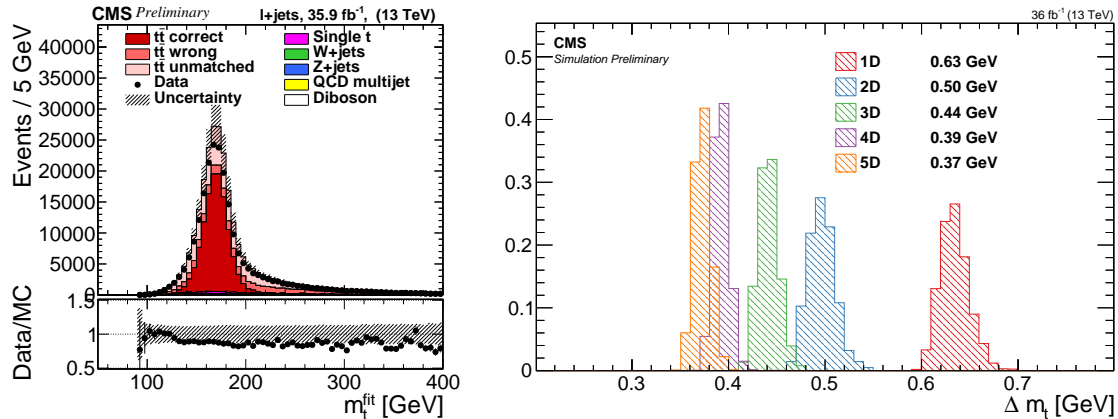 CMS Preliminary
l+jets, 35.9 fb⁻¹, (13 TeV)
Events / 5 GeV
40000
35000
30000
25000
20000
15000
10000
5000
0
tt̄ correct
tt̄ wrong
tt̄ unmatched
Data
Uncertainty
Single t
W+jets
Z+jets
QCD multijet
Diboson
Data/MC
1.5
1
0.5
100 200 300 400
m_t^fit [GeV]
36 fb⁻¹ (13 TeV)
CMS
Simulation Preliminary
0.5
0.4
0.3
0.2
0.1
0
1D 0.63 GeV
2D 0.50 GeV
3D 0.44 GeV
4D 0.39 GeV
5D 0.37 GeV
0.3 0.4 0.5 0.6 0.7
Δ m_t [GeV]